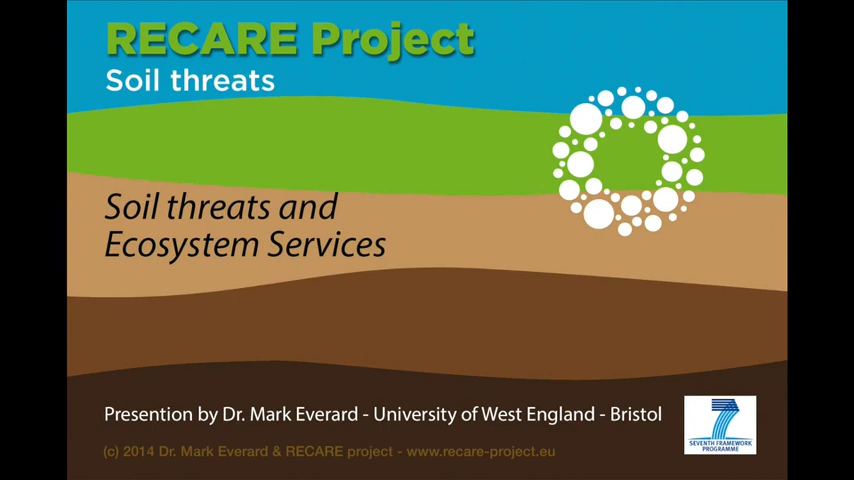 RECARE Project
Soil threats
Soil threats and
Ecosystem Services
Presention by Dr. Mark Everard - University of West England - Bristol
(c) 2014 Dr. Mark Everard & RECARE project - www.recare-project.eu
7
SEVENTH FRAMEWORK
PROGRAMME